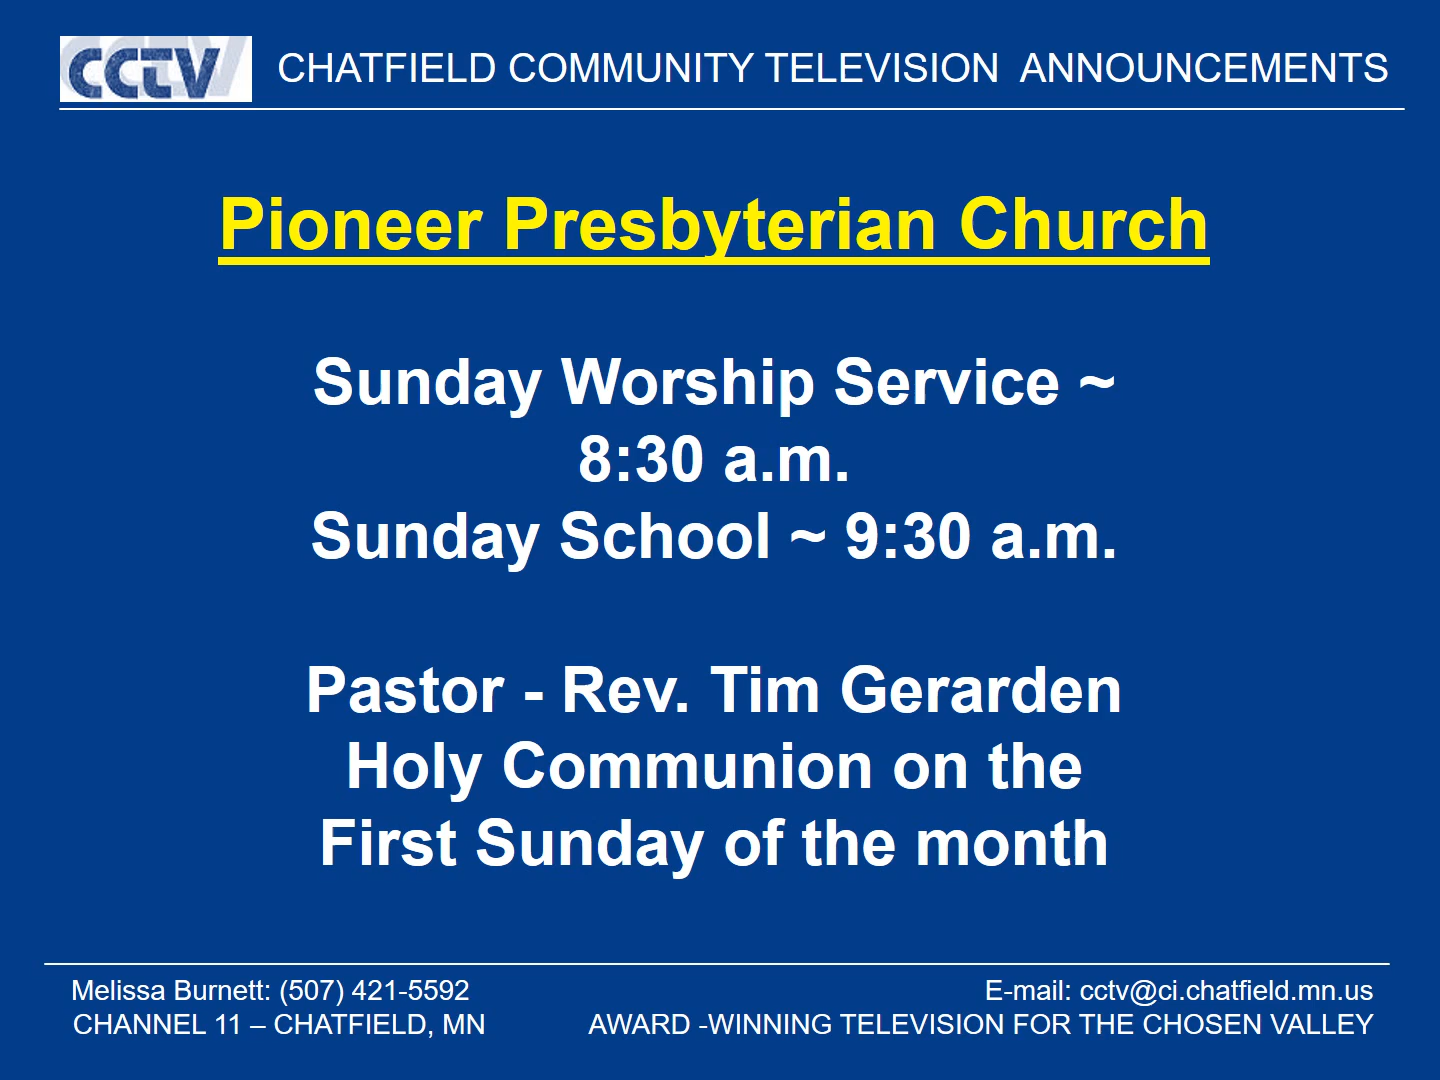 CCTV CHATFIELD COMMUNITY TELEVISION  ANNOUNCEMENTS
Pioneer Presbyterian Church
Sunday Worship Service ~
8:30 a.m.
Sunday School ~ 9:30 a.m.
Pastor - Rev. Tim Gerarden
Holy Communion on the
First Sunday of the month
Melissa Burnett: (507) 421-5592 E-mail: cctv@ci.chatfield.mn.us
CHANNEL 11 – CHATFIELD, MN AWARD -WINNING TELEVISION FOR THE CHOSEN VALLEY